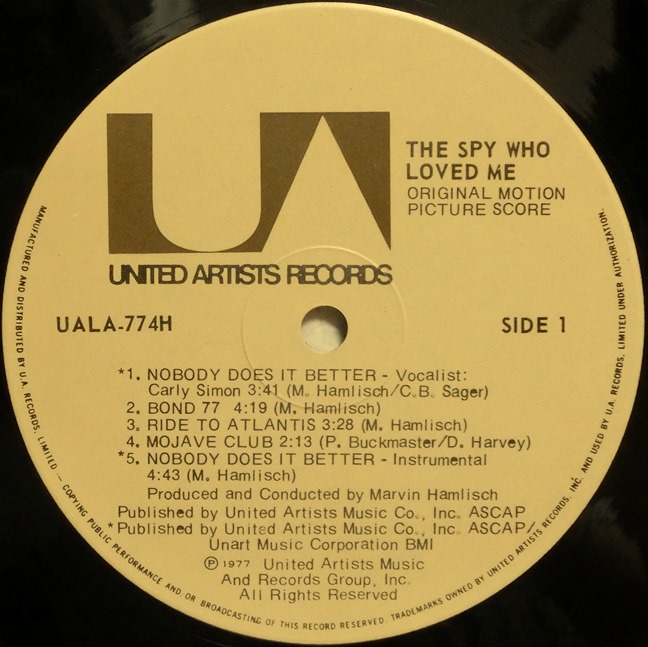 UA
THE SPY WHO
LOVED ME
ORIGINAL MOTION
PICTURE SCORE
UNITED ARTISTS RECORDS
UALA-774H
SIDE 1
*1. NOBODY DOES IT BETTER - Vocalist:
Carly Simon 3:41 (M. Hamlisch/C.B. Sager)
2. BOND 77 4:19 (M. Hamlisch)
3. RIDE TO ATLANTIS 3:28 (M. Hamlisch)
4. MOJAVE CLUB 2:13 (P. Buckmaster/D. Harvey)
*5. NOBODY DOES IT BETTER - Instrumental
4:43 (M. Hamlisch)
Produced and Conducted by Marvin Hamlisch
Published by United Artists Music Co., Inc. ASCAP
*Published by United Artists Music Co., Inc. ASCAP/
Unart Music Corporation BMI
℗ 1977 United Artists Music
And Records Group, Inc.
All Rights Reserved
MANUFACTURED AND DISTRIBUTED BY U.A. RECORDS, LIMITED — COPYING PUBLIC PERFORMANCE AND/OR BROADCASTING OF THIS RECORD RESERVED. TRADEMARKS OWNED BY UNITED ARTISTS RECORDS, INC. AND USED BY U.A. RECORDS, LIMITED UNDER AUTHORIZATION.